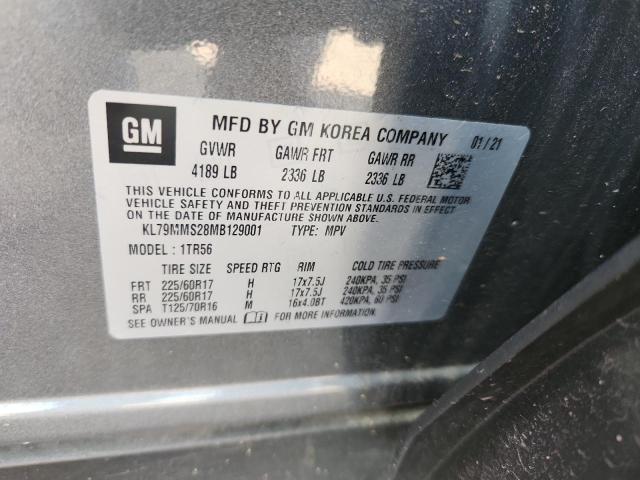 GM MFD BY GM KOREA COMPANY 01/21
GVWR GAWR FRT GAWR RR
4189 LB 2336 LB 2336 LB
THIS VEHICLE CONFORMS TO ALL APPLICABLE U.S. FEDERAL MOTOR
VEHICLE SAFETY AND THEFT PREVENTION STANDARDS IN EFFECT
ON THE DATE OF MANUFACTURE SHOWN ABOVE.
KL79MMS28MB129001 TYPE: MPV
MODEL : 1TR56
TIRE SIZE SPEED RTG RIM COLD TIRE PRESSURE
FRT 225/60R17 H 17x7.5J 240KPA, 35 PSI
RR 225/60R17 H 17x7.5J 240KPA, 35 PSI
SPA T125/70R16 M 16x4.0BT 420KPA, 60 PSI
SEE OWNER'S MANUAL FOR MORE INFORMATION.